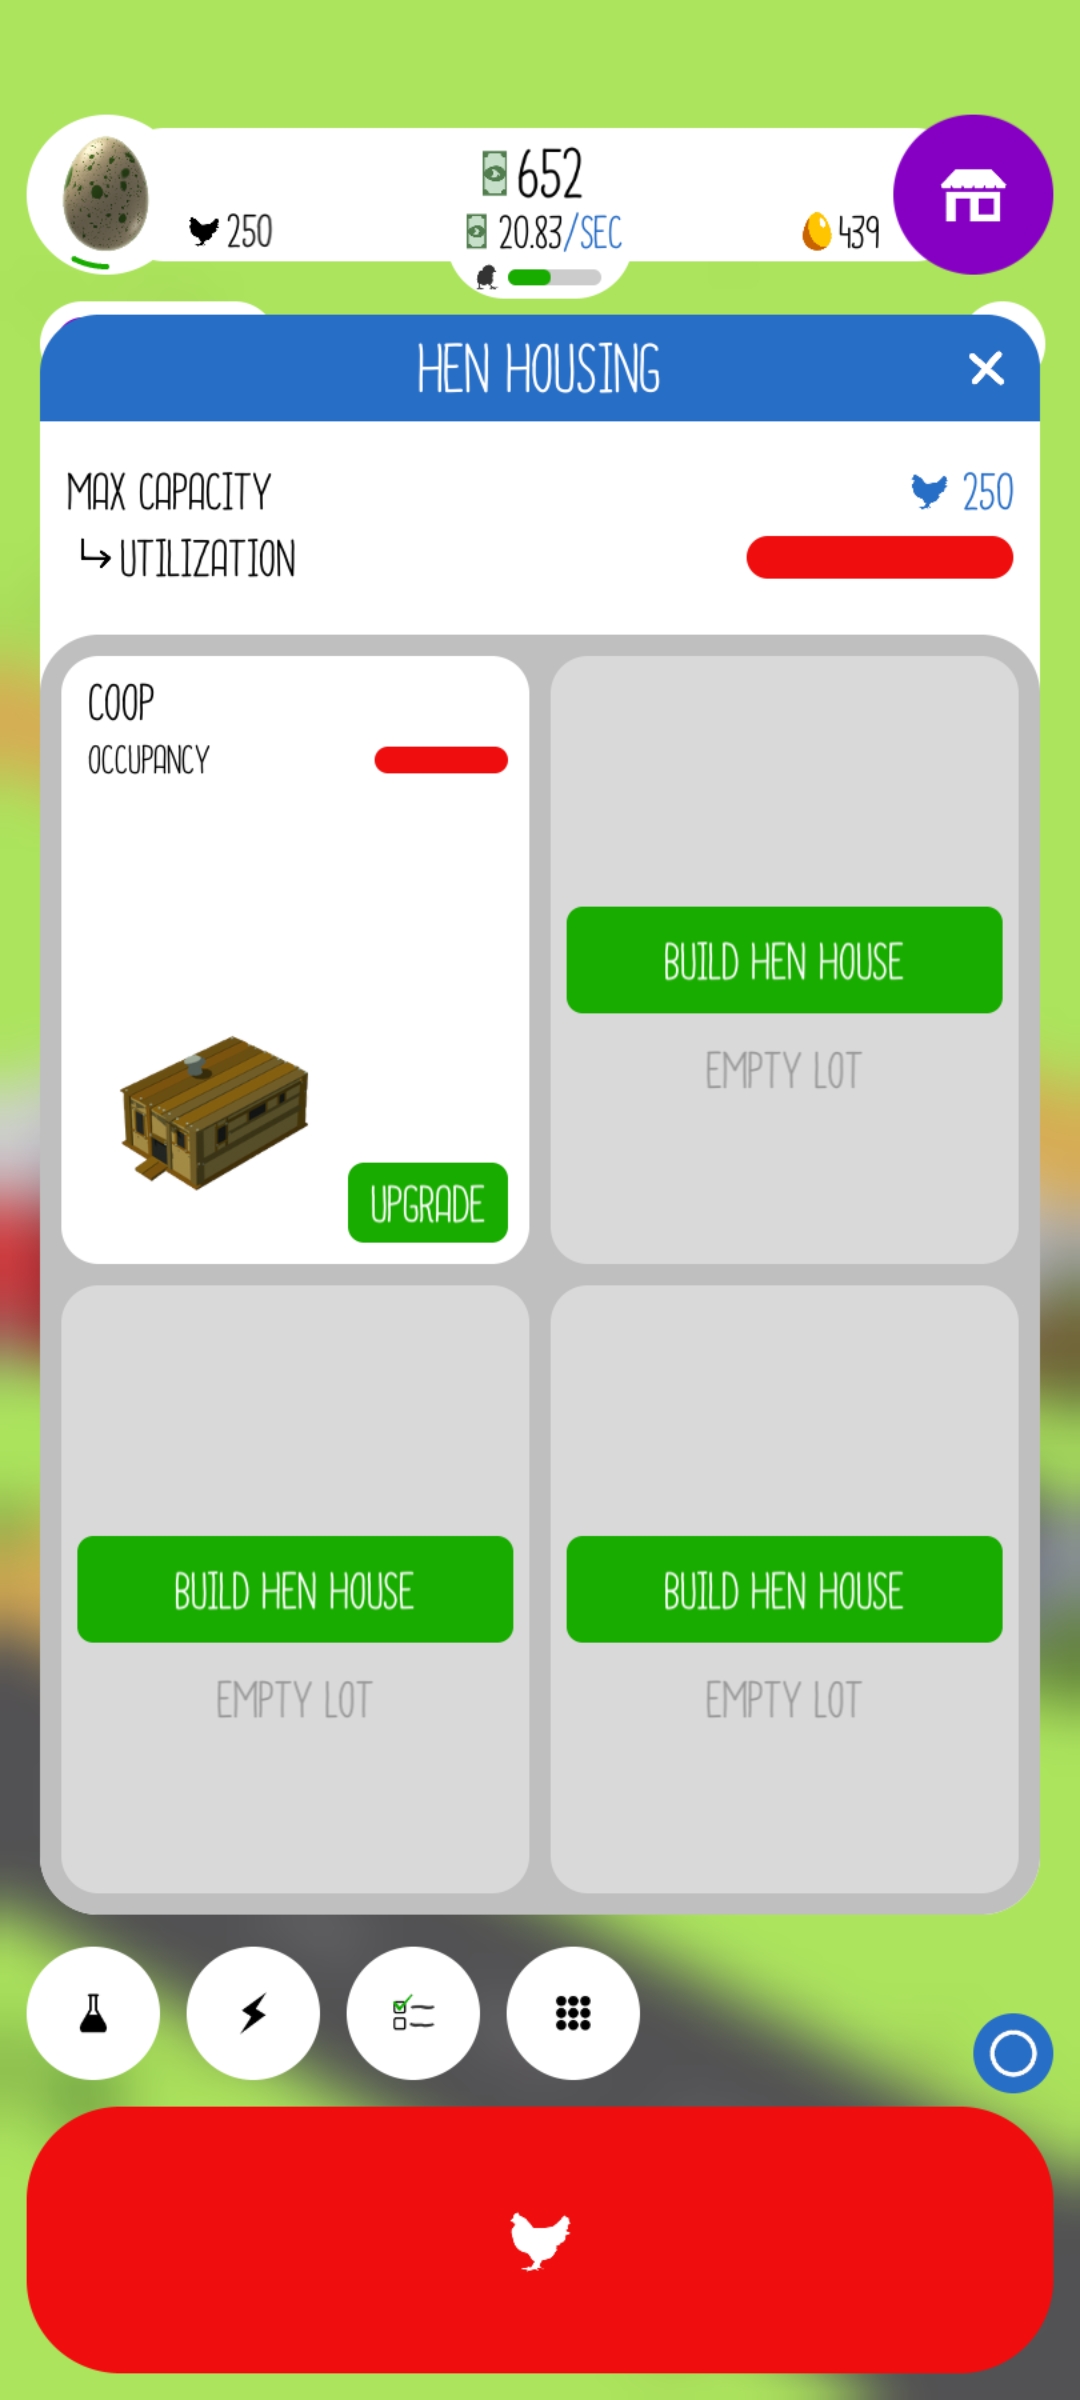 652
250
20.83/SEC
439
HEN HOUSING
MAX CAPACITY
250
UTILIZATION
COOP
OCCUPANCY
UPGRADE
BUILD HEN HOUSE
EMPTY LOT
BUILD HEN HOUSE
EMPTY LOT
BUILD HEN HOUSE
EMPTY LOT